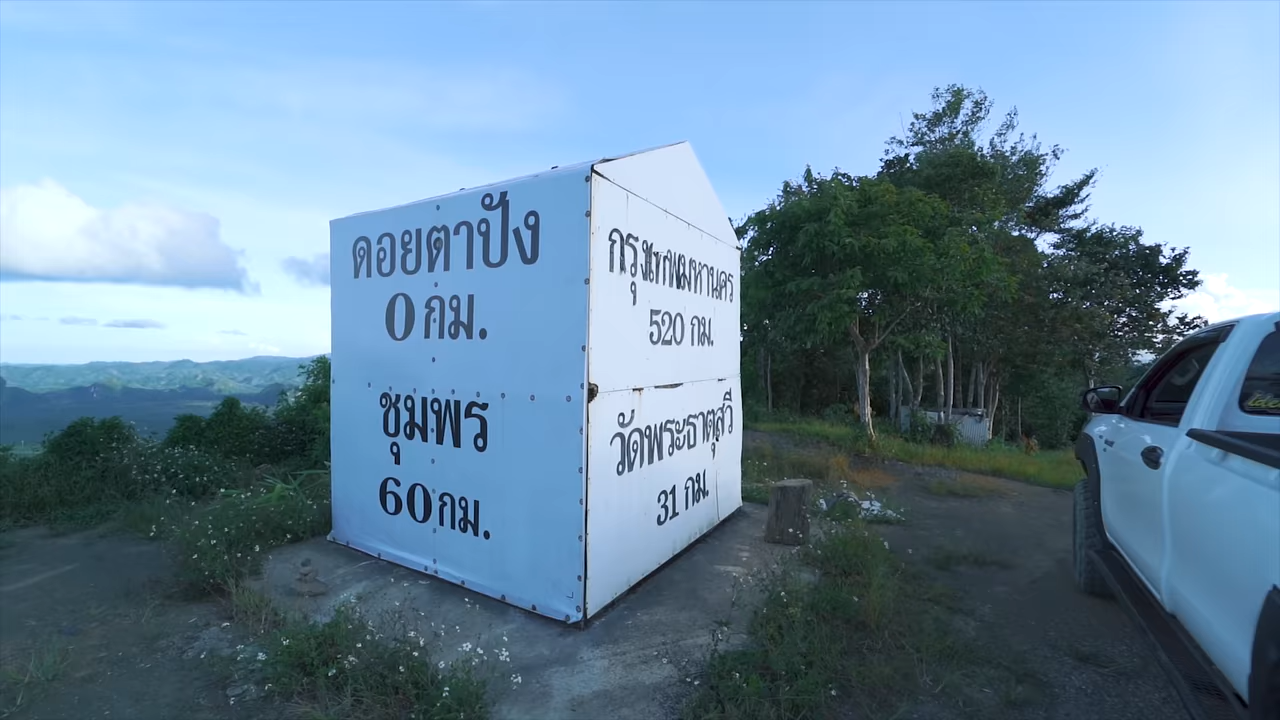 ดอยตาปัง
0 กม.
ชุมพร
60 กม.
กรุงเทพมหานคร
520 กม.
วัดพระธาตุสวี
31 กม.